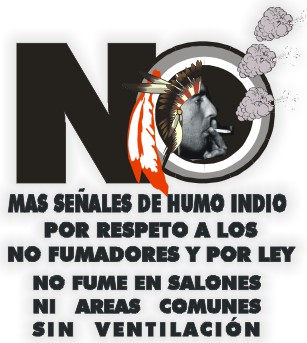 NO
MAS SEÑALES DE HUMO INDIO
POR RESPETO A LOS
NO FUMADORES Y POR LEY
NO FUME EN SALONES
NI AREAS COMUNES
SIN VENTILACIÓN